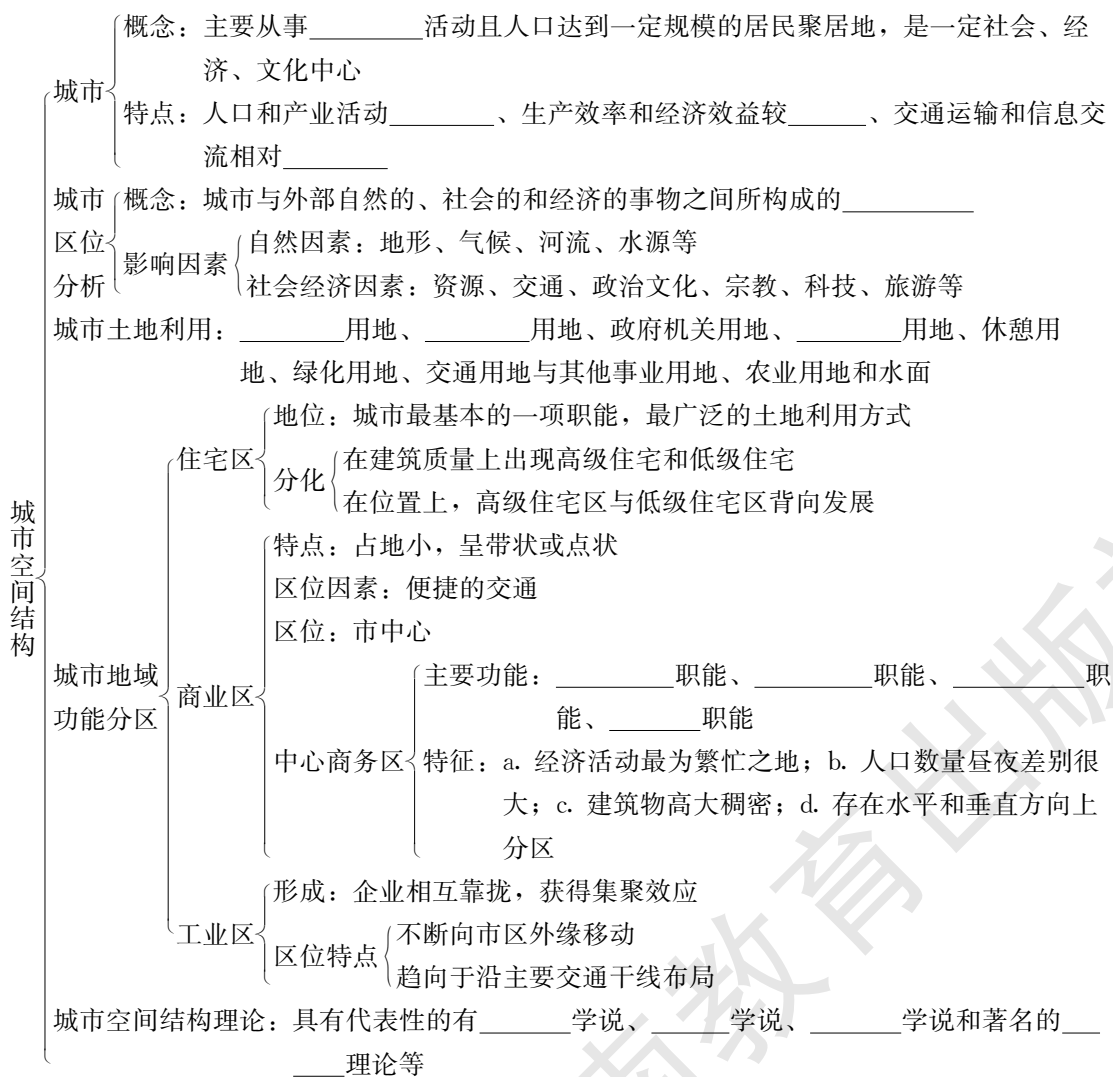 概念：主要从事_________活动且人口达到一定规模的居民聚居地，是一定社会、经
济、文化中心
城市
特点：人口和产业活动________、生产效率和经济效益较______、交通运输和信息交
流相对________
城市
区位
分析
概念：城市与外部自然的、社会的和经济的事物之间所构成的__________
影响因素
自然因素：地形、气候、河流、水源等
社会经济因素：资源、交通、政治文化、宗教、科技、旅游等
城市土地利用：________用地、________用地、政府机关用地、________用地、休憩用
地、绿化用地、交通用地与其他事业用地、农业用地和水面
城市空间结构
城市地域
功能分区
住宅区
地位：城市最基本的一项职能，最广泛的土地利用方式
分化
在建筑质量上出现高级住宅和低级住宅
在位置上，高级住宅区与低级住宅区背向发展
商业区
特点：占地小，呈带状或点状
区位因素：便捷的交通
区位：市中心
中心商务区
主要功能：_________职能、_________职能、__________职
能、_______职能
特征：a. 经济活动最为繁忙之地；b. 人口数量昼夜差别很
大；c. 建筑物高大稠密；d. 存在水平和垂直方向上
分区
工业区
形成：企业相互靠拢，获得集聚效应
区位特点
不断向市区外缘移动
趋向于沿主要交通干线布局
城市空间结构理论：具有代表性的有_______学说、______学说、_______学说和著名的___
____理论等